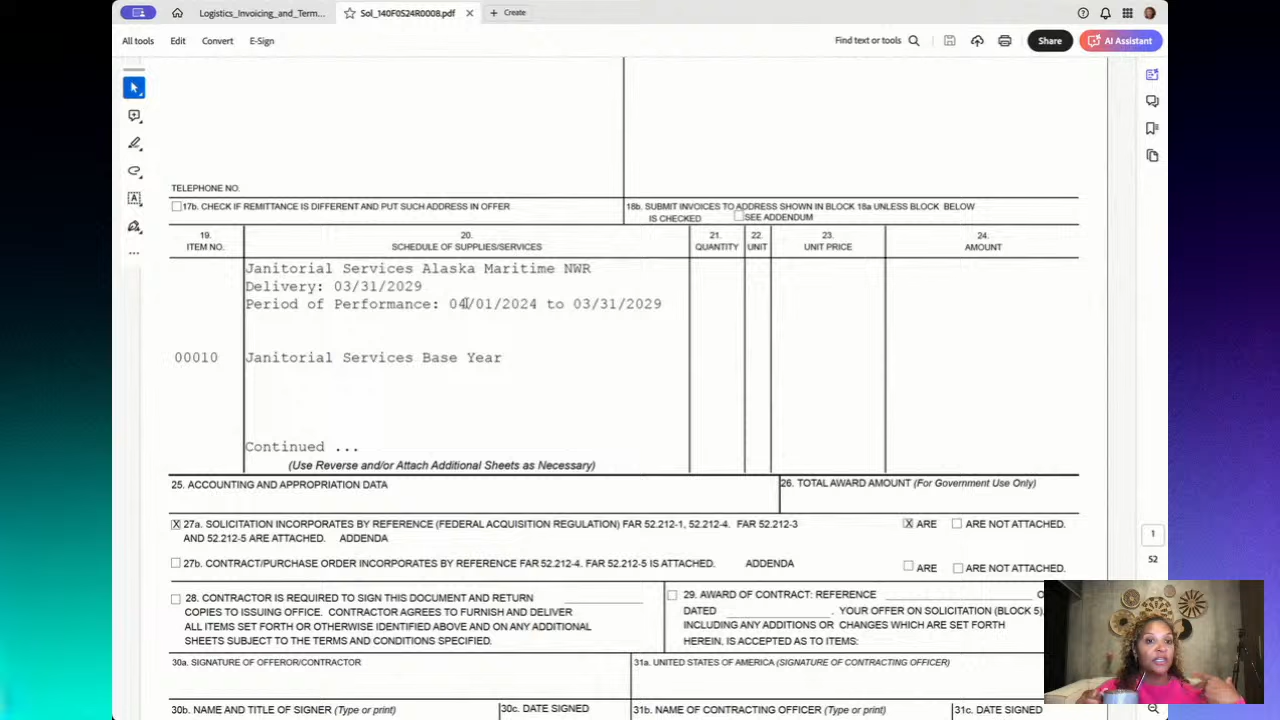 Logistics_Invoicing_and_Term...
Sol_140F0S24R0008.pdf
Create
All tools Edit Convert E-Sign
Find text or tools
Share
AI Assistant
TELEPHONE NO.
17b. CHECK IF REMITTANCE IS DIFFERENT AND PUT SUCH ADDRESS IN OFFER
18b. SUBMIT INVOICES TO ADDRESS SHOWN IN BLOCK 18a UNLESS BLOCK BELOW
IS CHECKED SEE ADDENDUM
19. 20. 21. 22. 23. 24.
ITEM NO. SCHEDULE OF SUPPLIES/SERVICES QUANTITY UNIT UNIT PRICE AMOUNT
Janitorial Services Alaska Maritime NWR
Delivery: 03/31/2029
Period of Performance: 04/01/2024 to 03/31/2029
00010 Janitorial Services Base Year
Continued ...
(Use Reverse and/or Attach Additional Sheets as Necessary)
25. ACCOUNTING AND APPROPRIATION DATA
26. TOTAL AWARD AMOUNT (For Government Use Only)
X 27a. SOLICITATION INCORPORATES BY REFERENCE (FEDERAL ACQUISITION REGULATION) FAR 52.212-1, 52.212-4. FAR 52.212-3 X ARE ARE NOT ATTACHED.
AND 52.212-5 ARE ATTACHED. ADDENDA
27b. CONTRACT/PURCHASE ORDER INCORPORATES BY REFERENCE FAR 52.212-4. FAR 52.212-5 IS ATTACHED. ADDENDA ARE ARE NOT ATTACHED.
1
52
28. CONTRACTOR IS REQUIRED TO SIGN THIS DOCUMENT AND RETURN
COPIES TO ISSUING OFFICE. CONTRACTOR AGREES TO FURNISH AND DELIVER
ALL ITEMS SET FORTH OR OTHERWISE IDENTIFIED ABOVE AND ON ANY ADDITIONAL
SHEETS SUBJECT TO THE TERMS AND CONDITIONS SPECIFIED.
29. AWARD OF CONTRACT: REFERENCE O
DATED . YOUR OFFER ON SOLICITATION (BLOCK 5),
INCLUDING ANY ADDITIONS OR CHANGES WHICH ARE SET FORTH
HEREIN, IS ACCEPTED AS TO ITEMS:
30a. SIGNATURE OF OFFEROR/CONTRACTOR
31a. UNITED STATES OF AMERICA (SIGNATURE OF CONTRACTING OFFICER)
30b. NAME AND TITLE OF SIGNER (Type or print)
30c. DATE SIGNED
31b. NAME OF CONTRACTING OFFICER (Type or print)
31c. DATE SIGNED